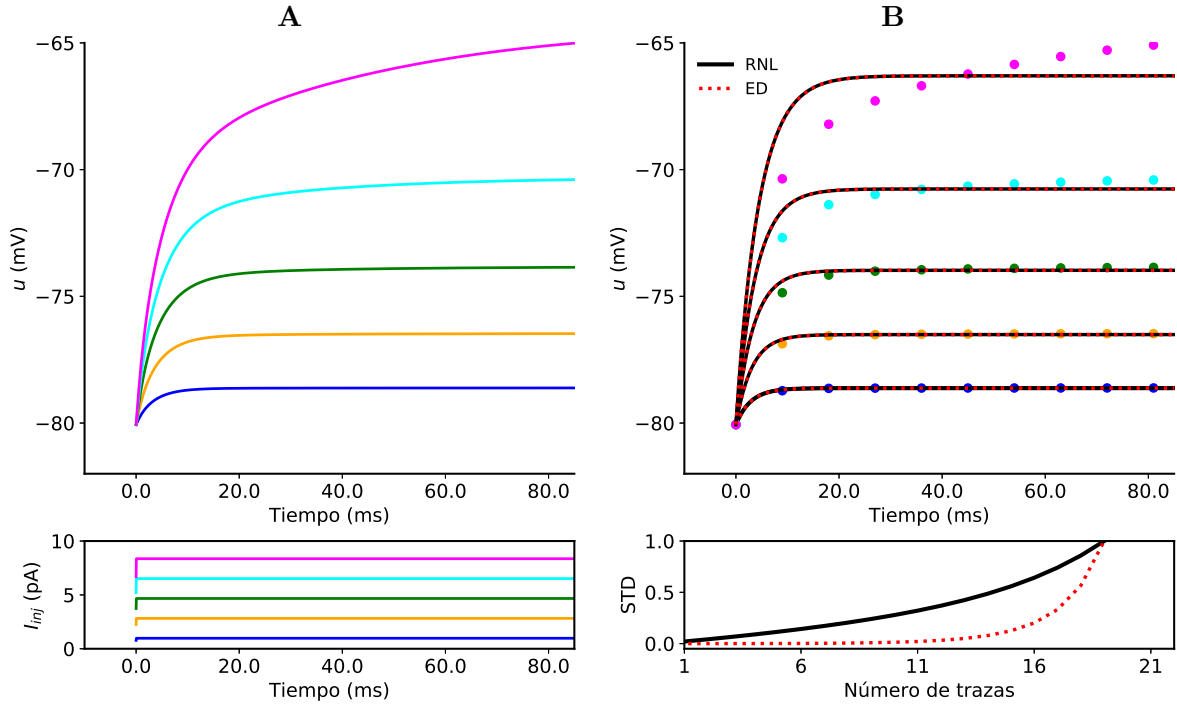 A
−65
−70
−75
−80
u (mV)
0.0 20.0 40.0 60.0 80.0
Tiempo (ms)
10
5
0
I_inj (pA)
0.0 20.0 40.0 60.0 80.0
Tiempo (ms)
B
RNL
ED
−65
−70
−75
−80
u (mV)
0.0 20.0 40.0 60.0 80.0
Tiempo (ms)
1.0
0.5
0.0
STD
1 6 11 16 21
Número de trazas